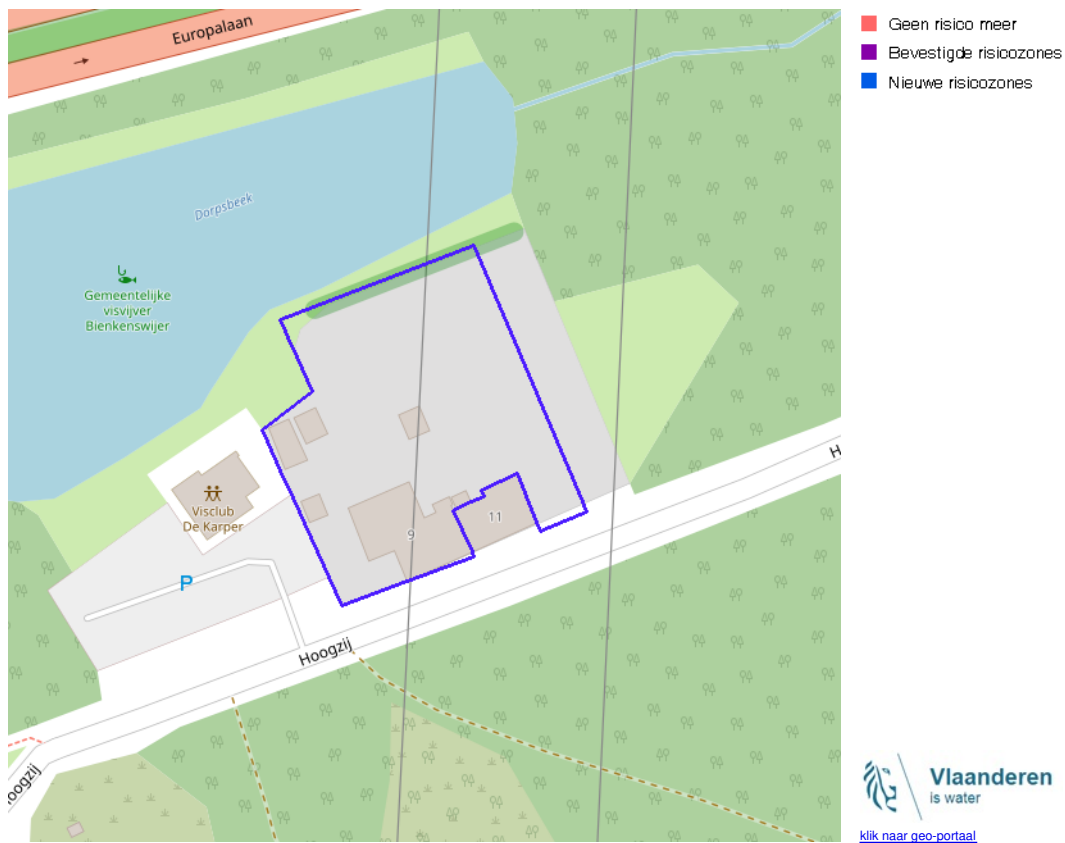 Europalaan
Geen risico meer
Bevestigde risicozones
Nieuwe risicozones
Dorpsbeek
Gemeentelijke
visvijver
Bienkenswijer
Visclub
De Karper
9
11
P
H
Hoogzij
oogzij
Vlaanderen
is water
klik naar geo-portaal